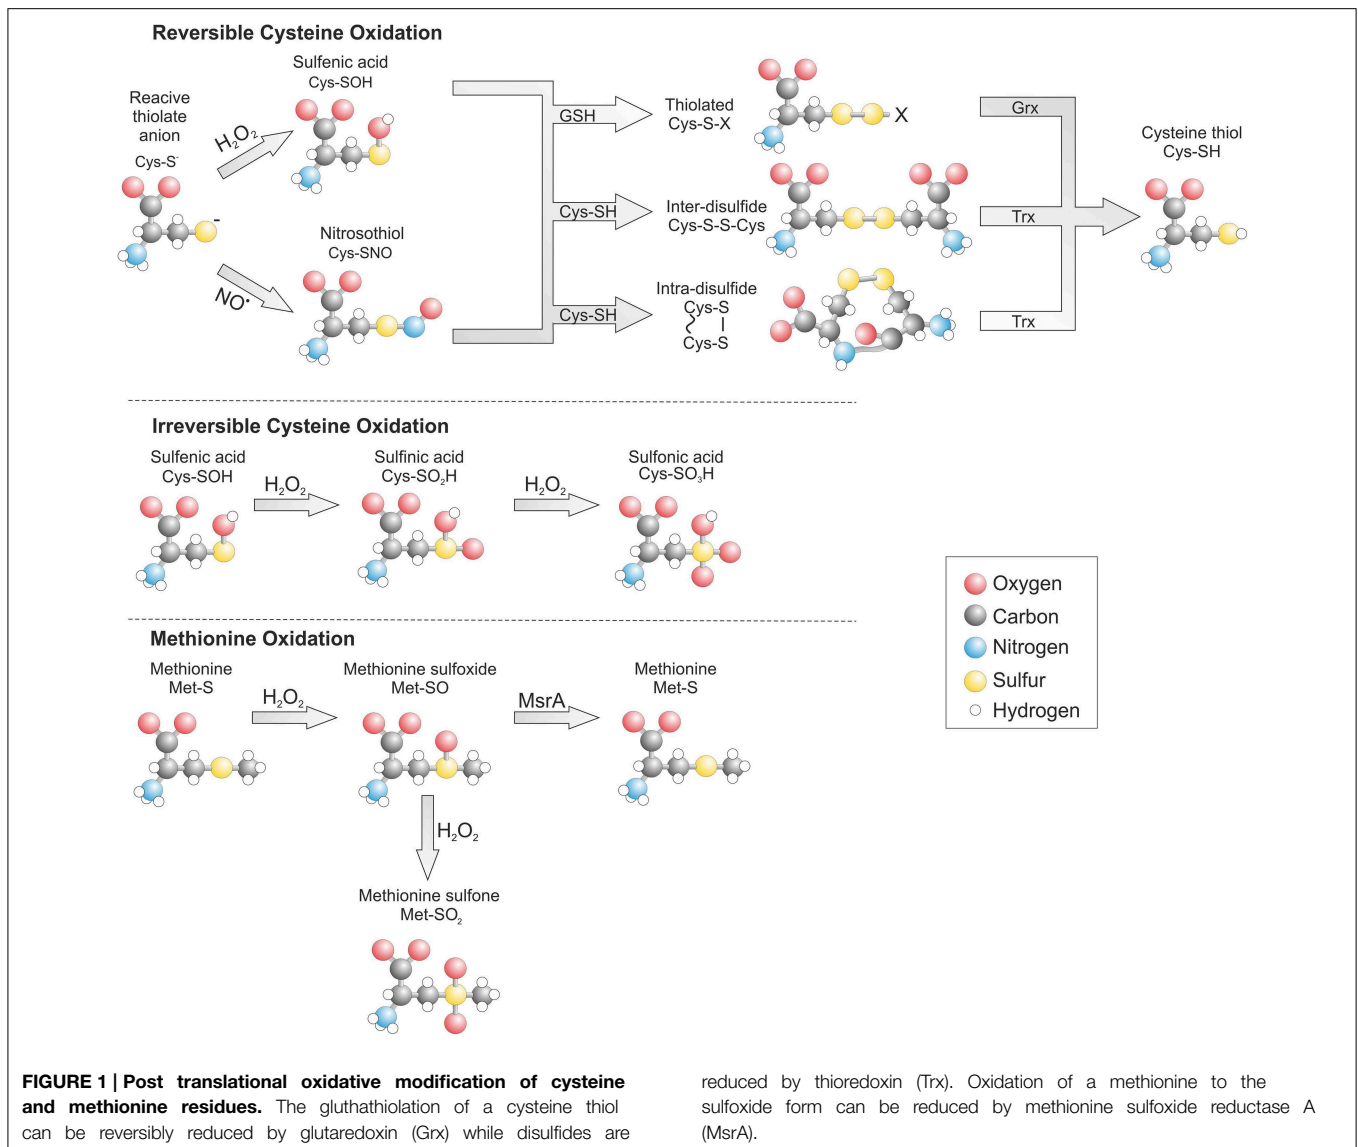 Reversible Cysteine Oxidation
Reacive
thiolate
anion
Cys-S-
H2O2
NO•
Sulfenic acid
Cys-SOH
Nitrosothiol
Cys-SNO
GSH
Cys-SH
Cys-SH
Thiolated
Cys-S-X
X
Inter-disulfide
Cys-S-S-Cys
Intra-disulfide
Cys-S
Cys-S
Grx
Trx
Trx
Cysteine thiol
Cys-SH
-
Irreversible Cysteine Oxidation
Sulfenic acid
Cys-SOH
H2O2
Sulfinic acid
Cys-SO2H
H2O2
Sulfonic acid
Cys-SO3H
Methionine Oxidation
Methionine
Met-S
H2O2
Methionine sulfoxide
Met-SO
MsrA
Methionine
Met-S
H2O2
Methionine sulfone
Met-SO2
Oxygen
Carbon
Nitrogen
Sulfur
Hydrogen
FIGURE 1 | Post translational oxidative modification of cysteine
and methionine residues. The gluthathiolation of a cysteine thiol
can be reversibly reduced by glutaredoxin (Grx) while disulfides are
reduced by thioredoxin (Trx). Oxidation of a methionine to the
sulfoxide form can be reduced by methionine sulfoxide reductase A
(MsrA).